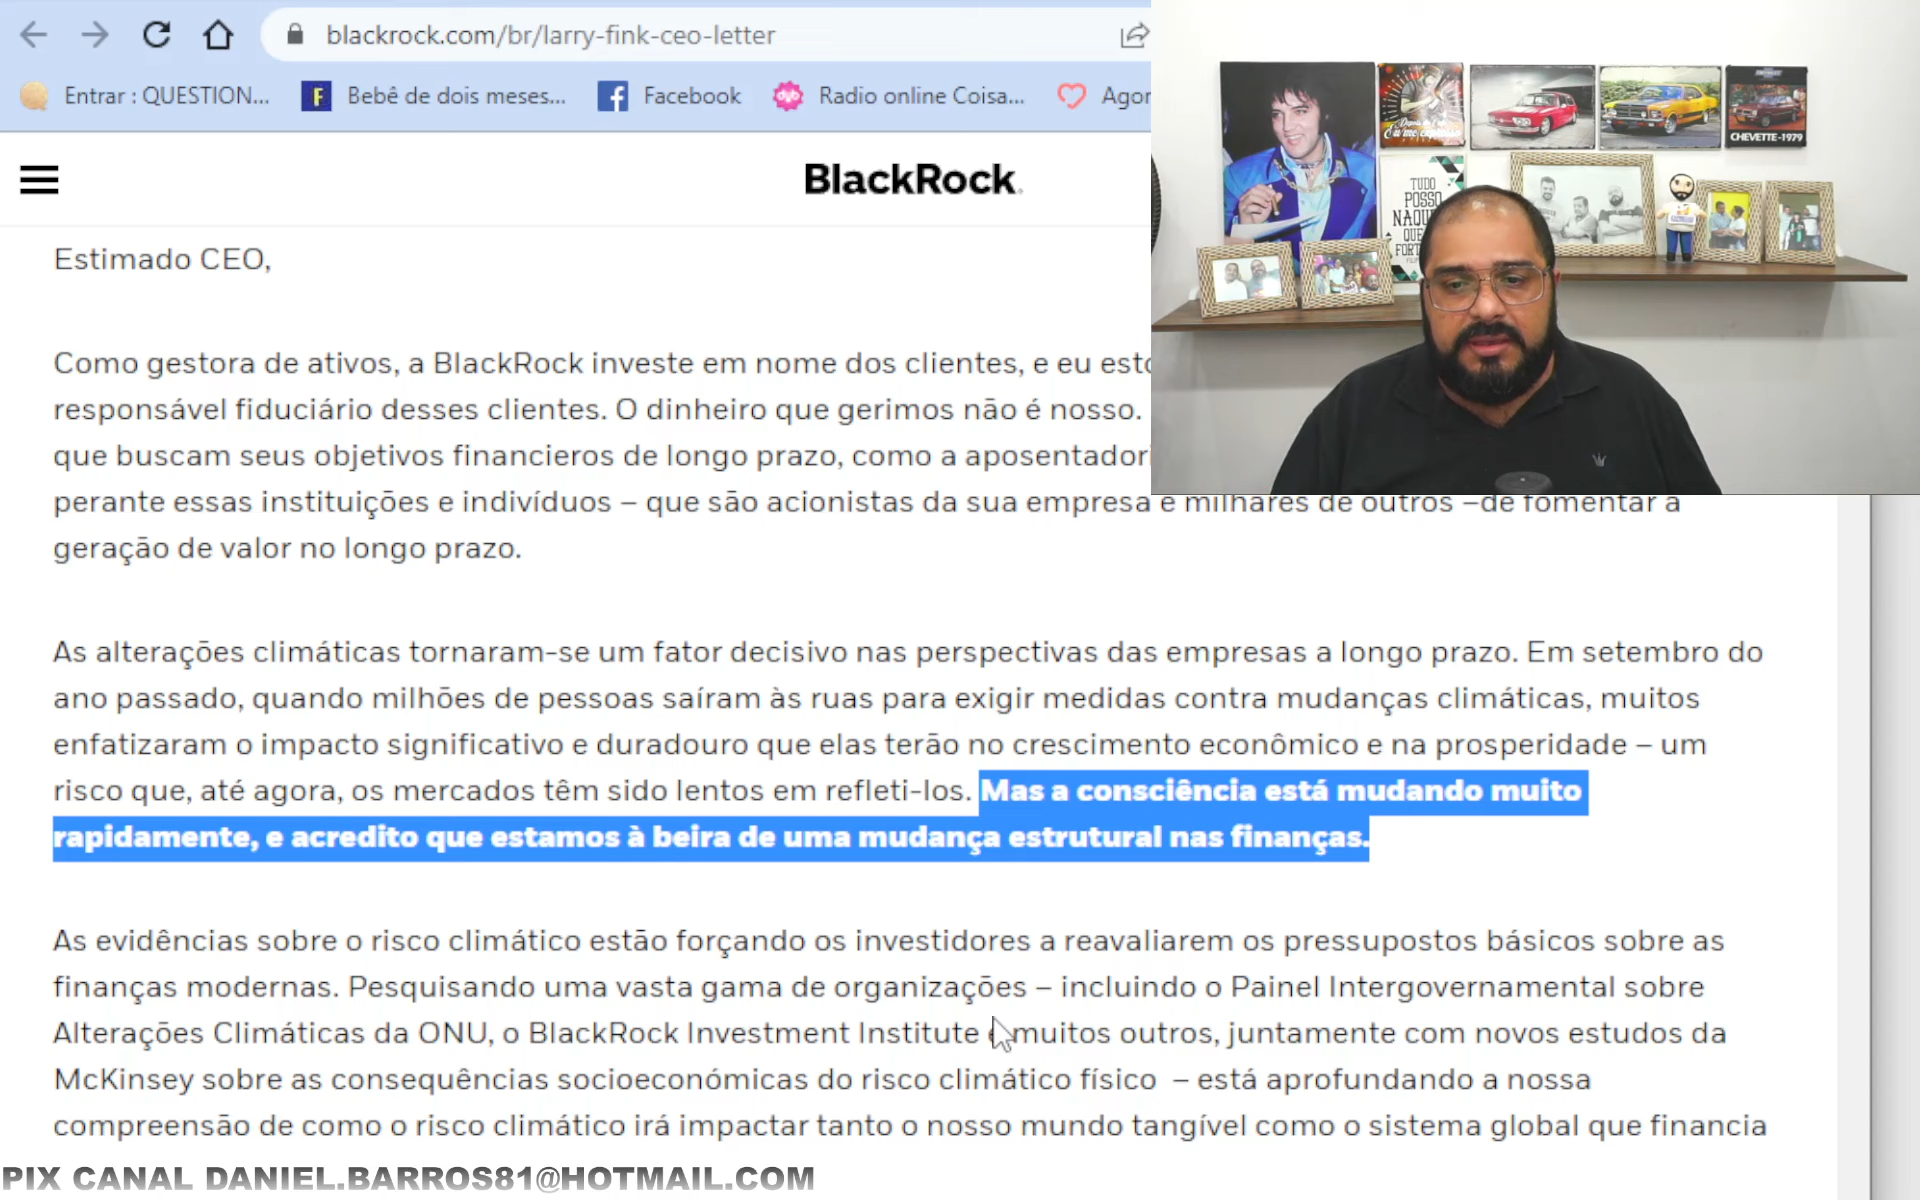 blackrock.com/br/larry-fink-ceo-letter
Entrar : QUESTION... Bebê de dois meses... Facebook Radio online Coisa... Agor
BlackRock.
Estimado CEO,
Como gestora de ativos, a BlackRock investe em nome dos clientes, e eu esto
responsável fiduciário desses clientes. O dinheiro que gerimos não é nosso.
que buscam seus objetivos financieros de longo prazo, como a aposentadori
perante essas instituições e indivíduos – que são acionistas da sua empresa e milhares de outros –de fomentar a
geração de valor no longo prazo.
As alterações climáticas tornaram-se um fator decisivo nas perspectivas das empresas a longo prazo. Em setembro do
ano passado, quando milhões de pessoas saíram às ruas para exigir medidas contra mudanças climáticas, muitos
enfatizaram o impacto significativo e duradouro que elas terão no crescimento econômico e na prosperidade – um
risco que, até agora, os mercados têm sido lentos em refleti-los. Mas a consciência está mudando muito
rapidamente, e acredito que estamos à beira de uma mudança estrutural nas finanças.
As evidências sobre o risco climático estão forçando os investidores a reavaliarem os pressupostos básicos sobre as
finanças modernas. Pesquisando uma vasta gama de organizações – incluindo o Painel Intergovernamental sobre
Alterações Climáticas da ONU, o BlackRock Investment Institute e muitos outros, juntamente com novos estudos da
McKinsey sobre as consequências socioeconómicas do risco climático físico – está aprofundando a nossa
compreensão de como o risco climático irá impactar tanto o nosso mundo tangível como o sistema global que financia
PIX CANAL DANIEL.BARROS81@HOTMAIL.COM
CHEVETTE-1979
TUDO
POSSO
NAQU
QUE
FORT